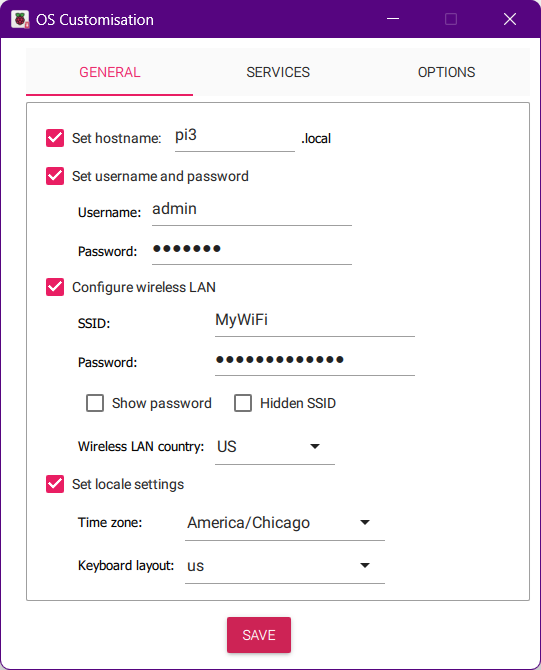 OS Customisation
GENERAL SERVICES OPTIONS
Set hostname: pi3 .local
Set username and password
Username: admin
Password: •••••••
Configure wireless LAN
SSID: MyWiFi
Password: •••••••••••••
Show password Hidden SSID
Wireless LAN country: US
Set locale settings
Time zone: America/Chicago
Keyboard layout: us
SAVE